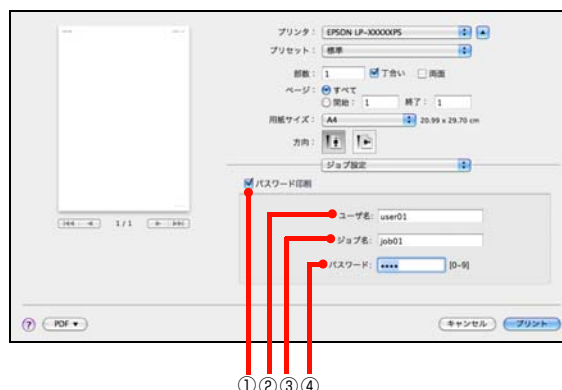 プリンタ： EPSON LP-XXXXXPS
プリセット： 標準
部数： 1 丁合い 両面
ページ： すべて
開始： 1 終了： 1
用紙サイズ： A4 20.99 x 29.70 cm
方向：
ジョブ設定
パスワード印刷
ユーザ名: user01
ジョブ名: job01
パスワード: •••• [0-9]
1 / 1
? PDF▼ キャンセル プリント
①②③④